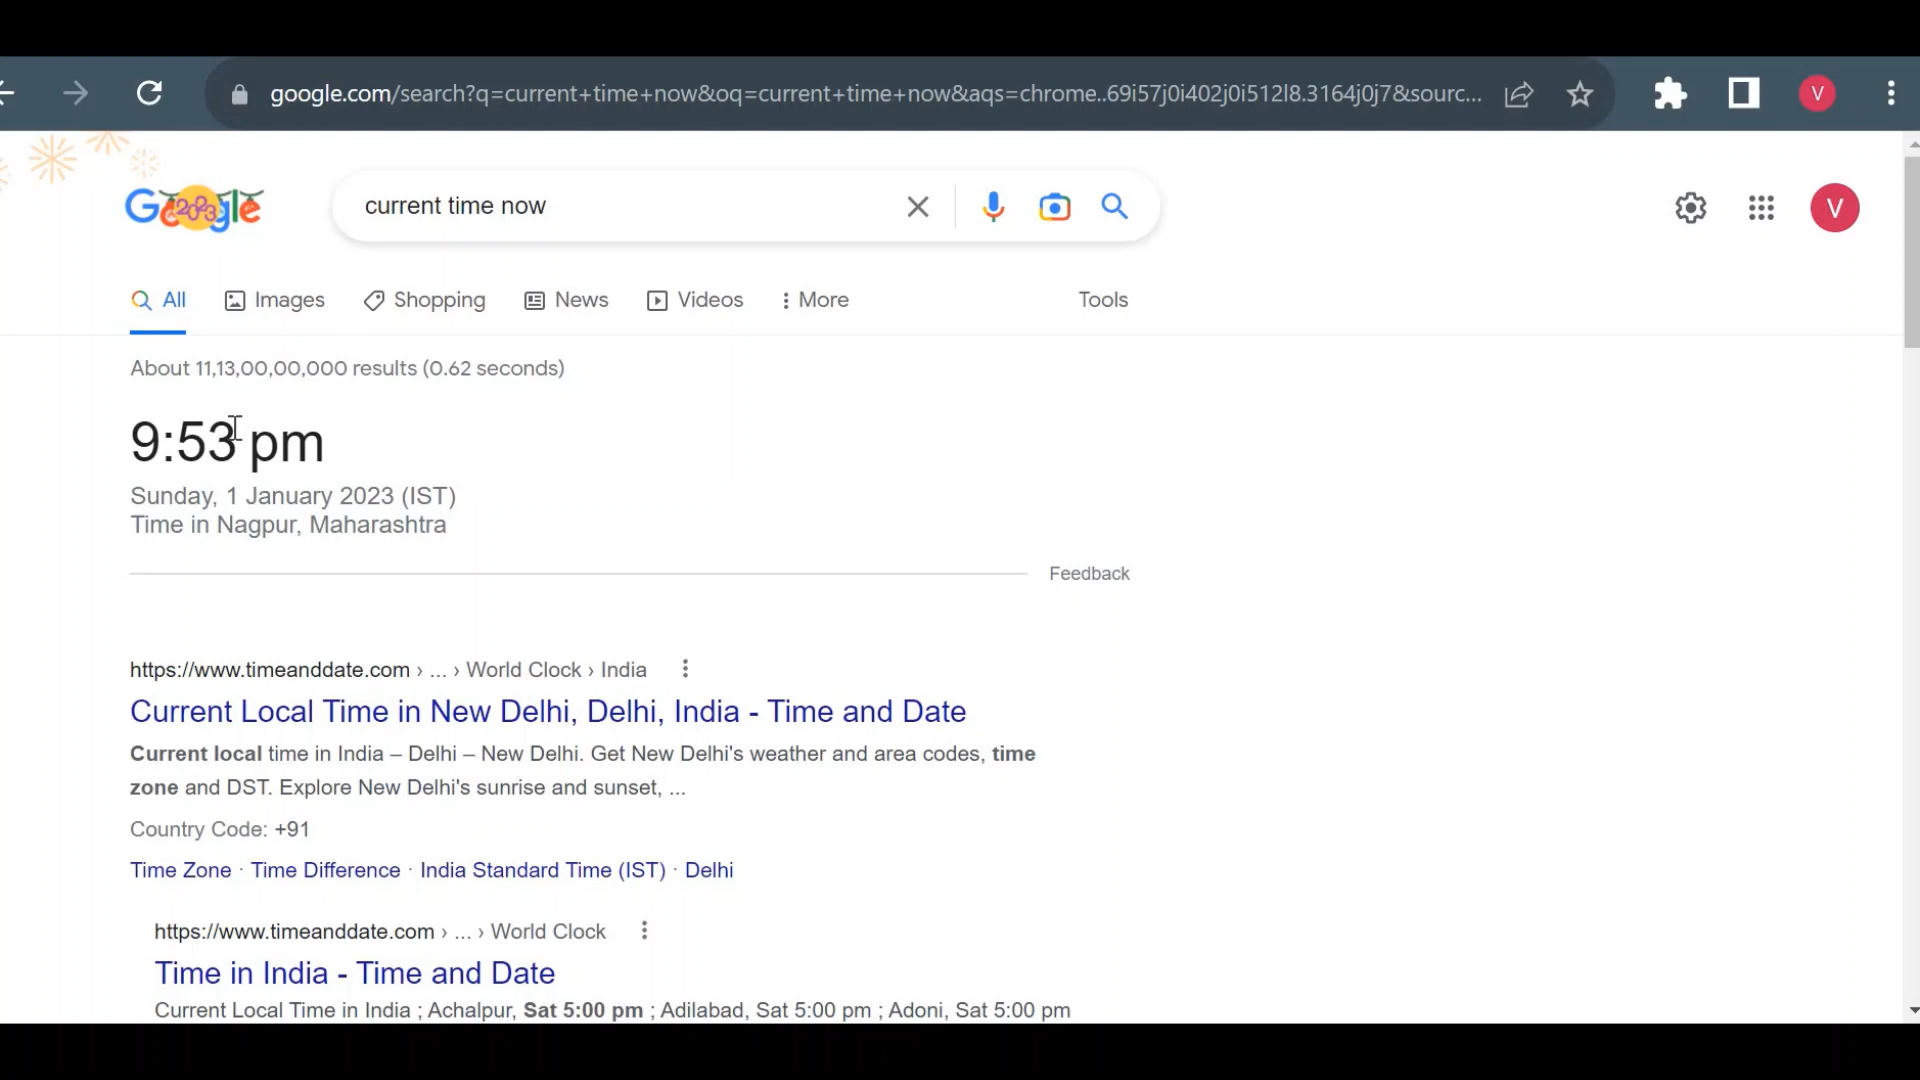 google.com/search?q=current+time+now&oq=current+time+now&aqs=chrome..69i57j0i402j0i512l8.3164j0j7&sourc...
V
Google
2023
current time now
V
All
Images
Shopping
News
Videos
More
Tools
About 11,13,00,00,000 results (0.62 seconds)
9:53 pm
Sunday, 1 January 2023 (IST)
Time in Nagpur, Maharashtra
Feedback
https://www.timeanddate.com › ... › World Clock › India
Current Local Time in New Delhi, Delhi, India - Time and Date
Current local time in India – Delhi – New Delhi. Get New Delhi's weather and area codes, time
zone and DST. Explore New Delhi's sunrise and sunset, ...
Country Code: +91
Time Zone · Time Difference · India Standard Time (IST) · Delhi
https://www.timeanddate.com › ... › World Clock
Time in India - Time and Date
Current Local Time in India ; Achalpur, Sat 5:00 pm ; Adilabad, Sat 5:00 pm ; Adoni, Sat 5:00 pm